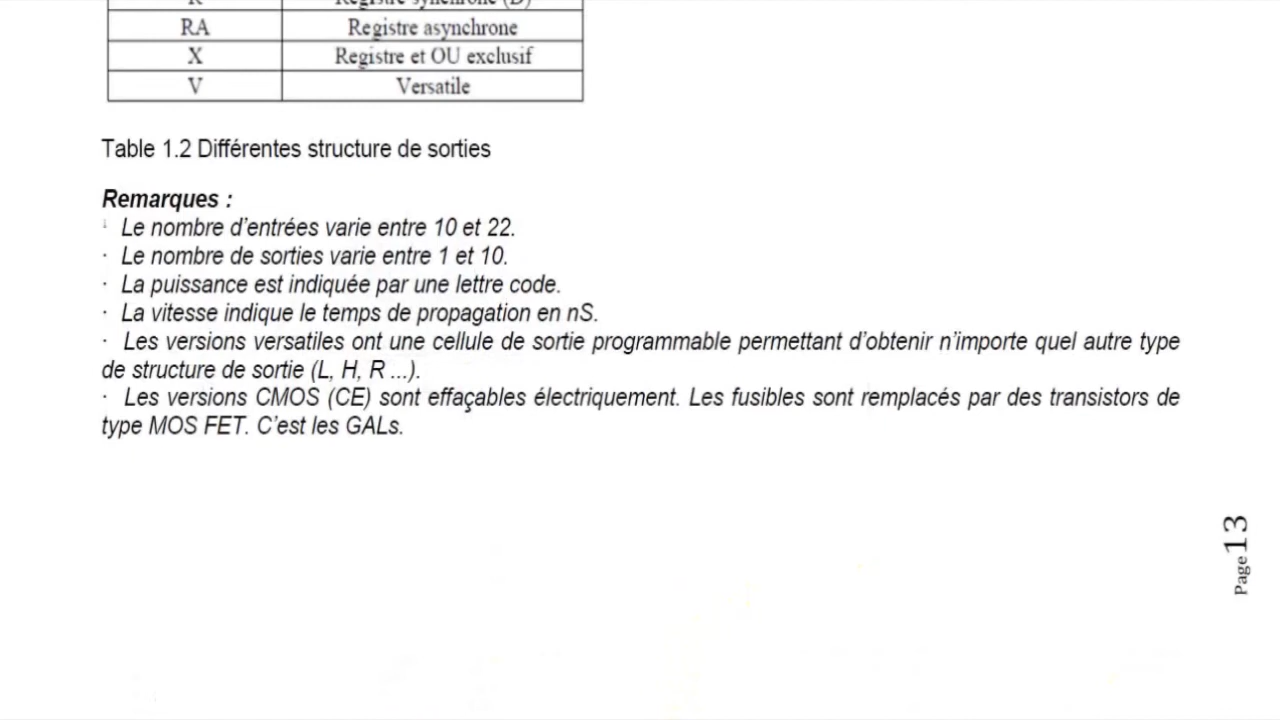 R Registre synchrone (D)
RA Registre asynchrone
X Registre et OU exclusif
V Versatile
Table 1.2 Différentes structure de sorties
Remarques :
· Le nombre d’entrées varie entre 10 et 22.
· Le nombre de sorties varie entre 1 et 10.
· La puissance est indiquée par une lettre code.
· La vitesse indique le temps de propagation en nS.
· Les versions versatiles ont une cellule de sortie programmable permettant d’obtenir n’importe quel autre type
de structure de sortie (L, H, R ...).
· Les versions CMOS (CE) sont effaçables électriquement. Les fusibles sont remplacés par des transistors de
type MOS FET. C’est les GALs.
Page 13